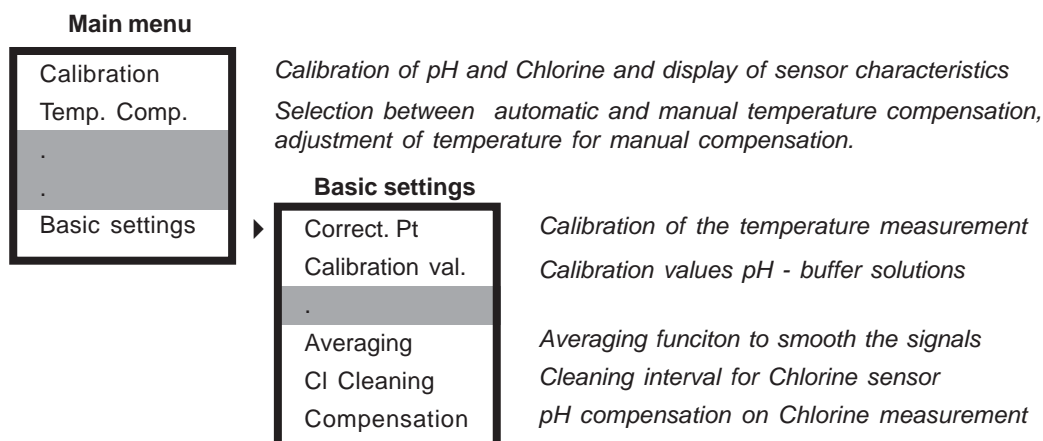 Main menu
Calibration
Calibration of pH and Chlorine and display of sensor characteristics
Temp. Comp.
Selection between automatic and manual temperature compensation,
adjustment of temperature for manual compensation.
.
.
Basic settings
Basic settings
Correct. Pt
Calibration of the temperature measurement
Calibration val.
Calibration values pH - buffer solutions
.
Averaging
Averaging funciton to smooth the signals
Cl Cleaning
Cleaning interval for Chlorine sensor
Compensation
pH compensation on Chlorine measurement